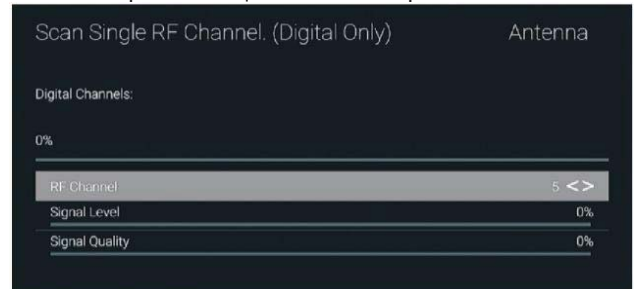 Scan Single RF Channel. (Digital Only) Antenna
Digital Channels:
0%
RF Channel 5 <>
Signal Level 0%
Signal Quality 0%